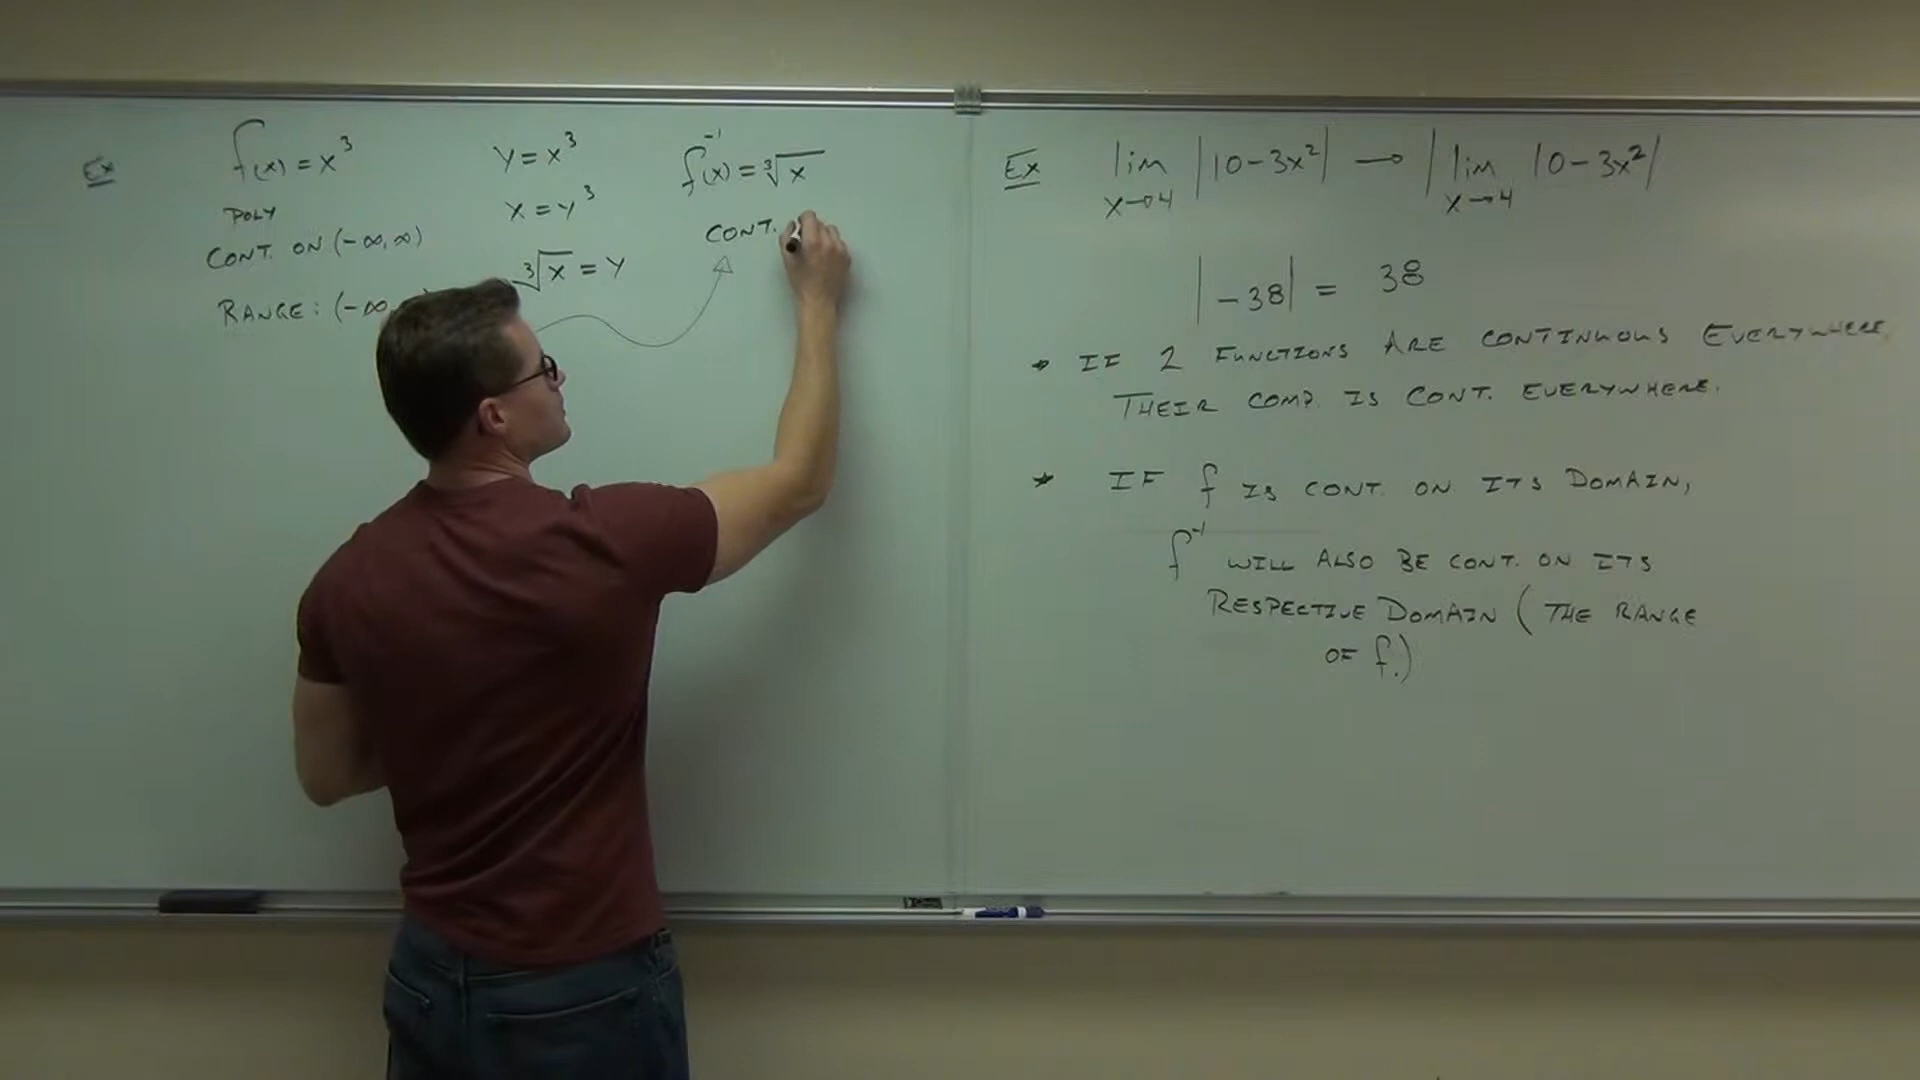 Ex f(x) = x³
POLY
CONT. ON (-∞, ∞)
RANGE: (-∞
y = x³
x = y³
∛x = y
f⁻¹(x) = ∛x
CONT.
Ex lim x→4 |10-3x²| → |lim x→4 10-3x²|
|-38| = 38
* IF 2 FUNCTIONS ARE CONTINUOUS EVERYWHERE,
THEIR COMP. IS CONT. EVERYWHERE.
* IF f IS CONT. ON ITS DOMAIN,
f⁻¹ WILL ALSO BE CONT. ON ITS
RESPECTIVE DOMAIN (THE RANGE
OF f.)